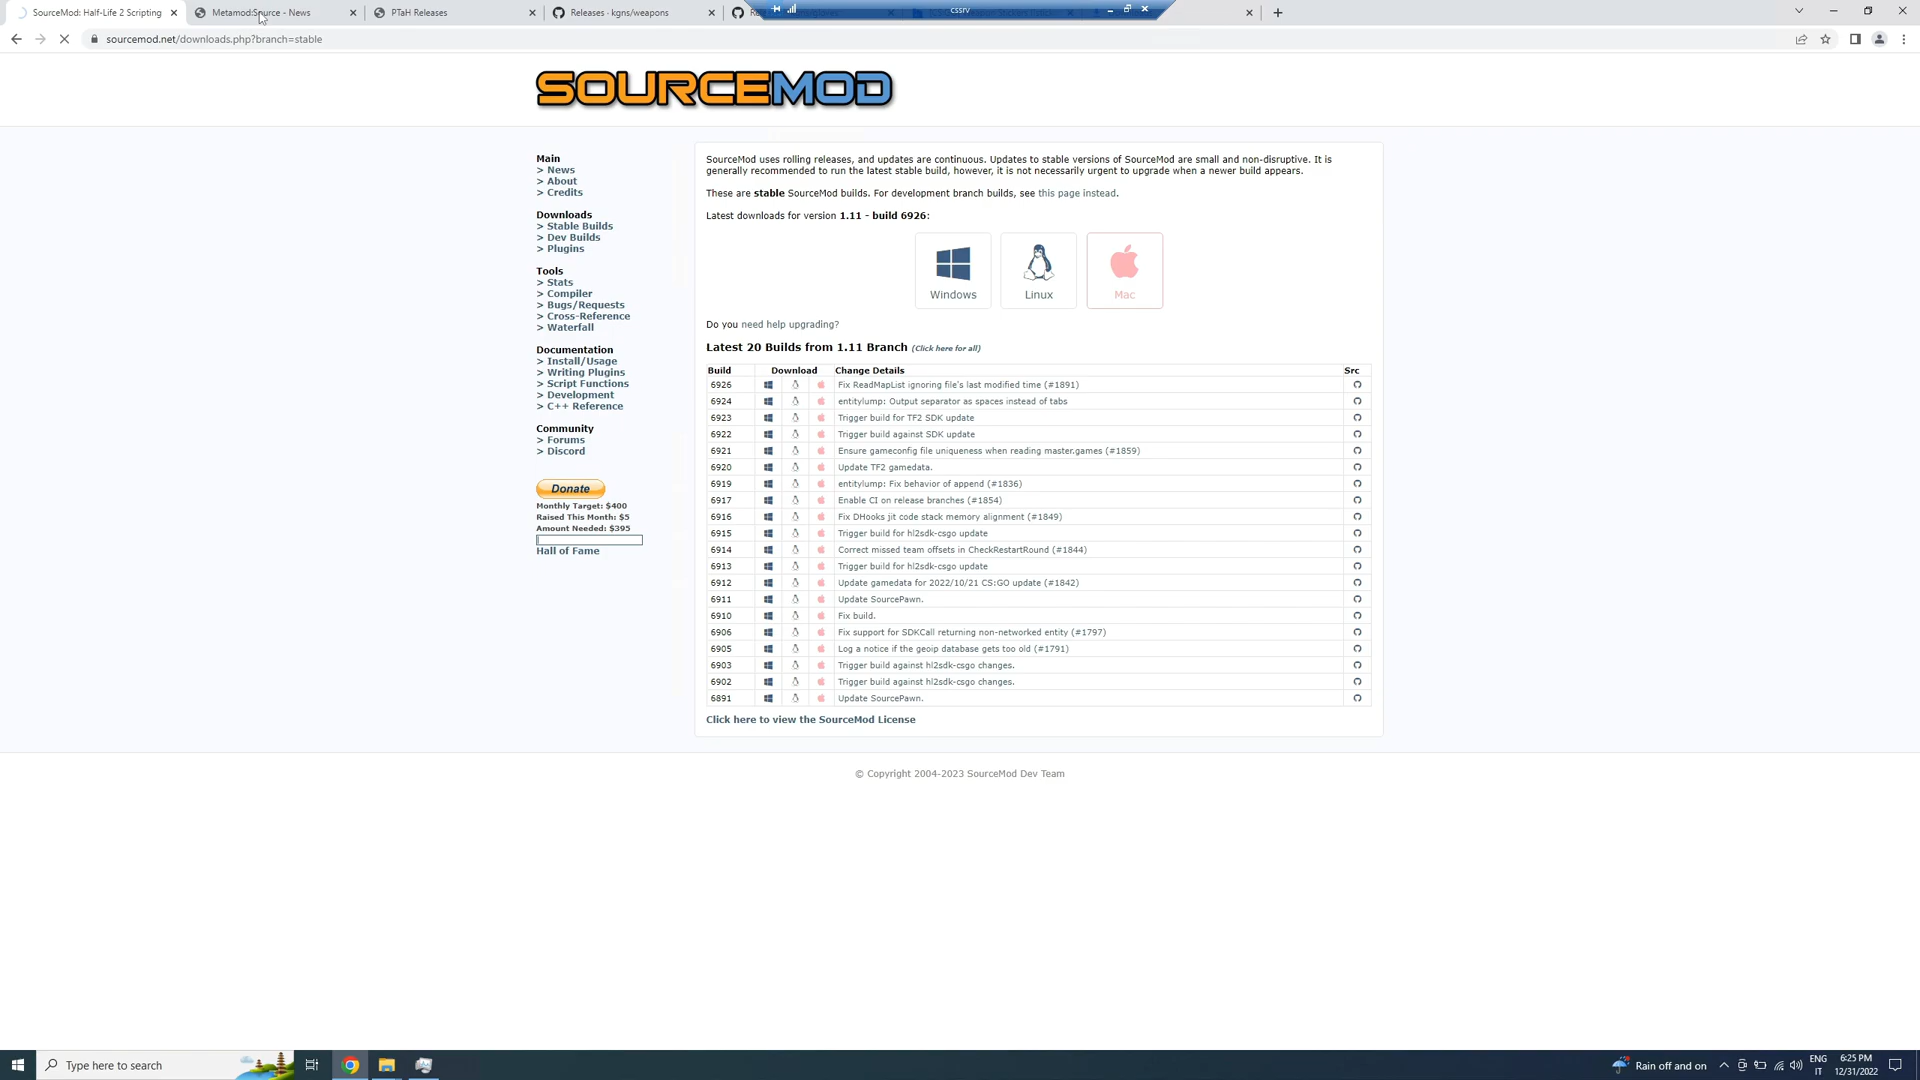 SourceMod: Half-Life 2 Scripting
Metamod:Source - News
PTaH Releases
Releases · kgns/weapons
cssrv
sourcemod.net/downloads.php?branch=stable
SOURCEMOD
Main
> News
> About
> Credits
Downloads
> Stable Builds
> Dev Builds
> Plugins
Tools
> Stats
> Compiler
> Bugs/Requests
> Cross-Reference
> Waterfall
Documentation
> Install/Usage
> Writing Plugins
> Script Functions
> Development
> C++ Reference
Community
> Forums
> Discord
Donate
Monthly Target: $400
Raised This Month: $5
Amount Needed: $395
Hall of Fame
SourceMod uses rolling releases, and updates are continuous. Updates to stable versions of SourceMod are small and non-disruptive. It is
generally recommended to run the latest stable build, however, it is not necessarily urgent to upgrade when a newer build appears.
These are stable SourceMod builds. For development branch builds, see this page instead.
Latest downloads for version 1.11 - build 6926:
Windows
Linux
Mac
Do you need help upgrading?
Latest 20 Builds from 1.11 Branch (Click here for all)
Build Download Change Details Src
6926 Fix ReadMapList ignoring file's last modified time (#1891)
6924 entitylump: Output separator as spaces instead of tabs
6923 Trigger build for TF2 SDK update
6922 Trigger build against SDK update
6921 Ensure gameconfig file uniqueness when reading master.games (#1859)
6920 Update TF2 gamedata.
6919 entitylump: Fix behavior of append (#1836)
6917 Enable CI on release branches (#1854)
6916 Fix DHooks jit code stack memory alignment (#1849)
6915 Trigger build for hl2sdk-csgo update
6914 Correct missed team offsets in CheckRestartRound (#1844)
6913 Trigger build for hl2sdk-csgo update
6912 Update gamedata for 2022/10/21 CS:GO update (#1842)
6911 Update SourcePawn.
6910 Fix build.
6906 Fix support for SDKCall returning non-networked entity (#1797)
6905 Log a notice if the geoip database gets too old (#1791)
6903 Trigger build against hl2sdk-csgo changes.
6902 Trigger build against hl2sdk-csgo changes.
6891 Update SourcePawn.
Click here to view the SourceMod License
© Copyright 2004-2023 SourceMod Dev Team
Type here to search
Rain off and on
ENG
IT
6:25 PM
12/31/2022